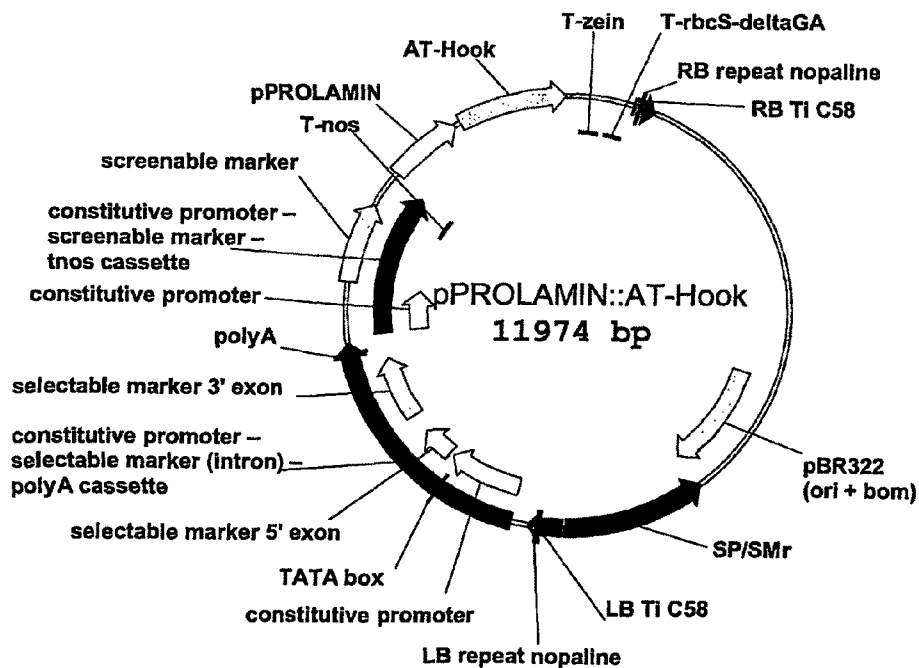 T-zein
T-rbcS-deltaGA
AT-Hook
RB repeat nopaline
pPROLAMIN
RB Ti C58
T-nos
screenable marker
constitutive promoter –
screenable marker –
tnos cassette
constitutive promoter
pPROLAMIN::AT-Hook
11974 bp
polyA
selectable marker 3' exon
constitutive promoter –
selectable marker (intron) –
polyA cassette
pBR322
(ori + bom)
selectable marker 5' exon
SP/SMr
TATA box
LB Ti C58
constitutive promoter
LB repeat nopaline